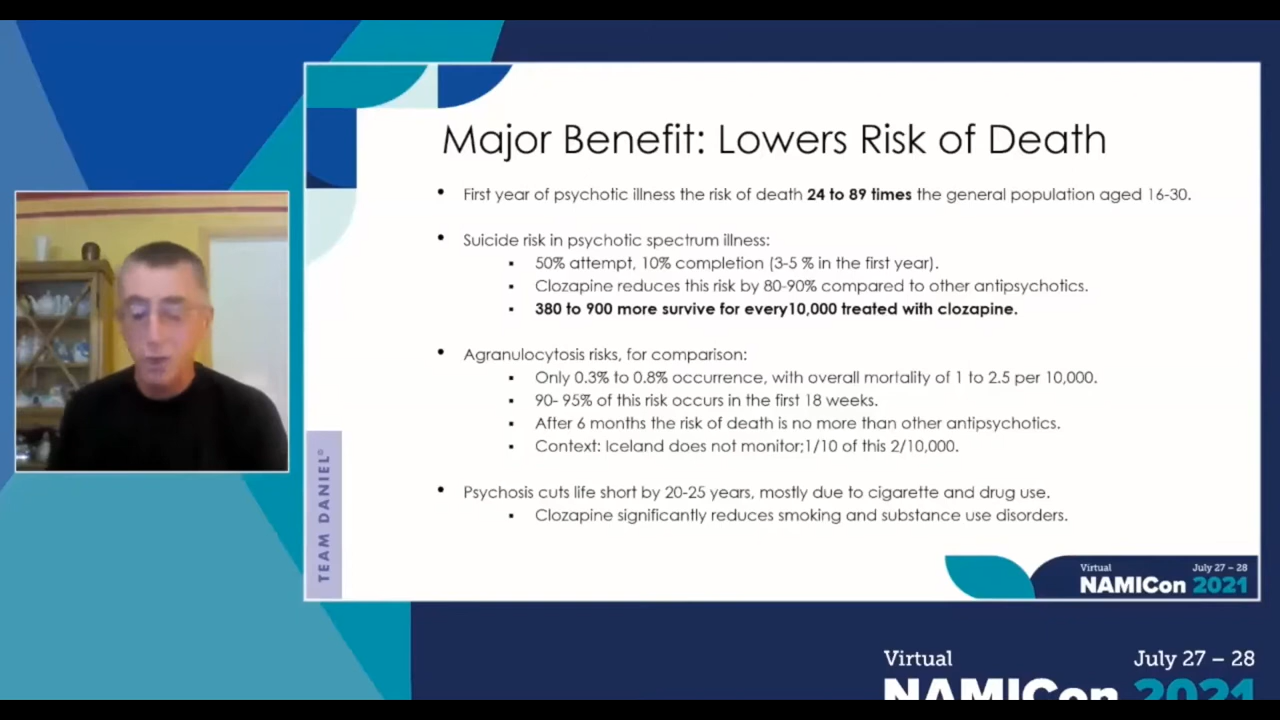 Major Benefit: Lowers Risk of Death
• First year of psychotic illness the risk of death 24 to 89 times the general population aged 16-30.
• Suicide risk in psychotic spectrum illness:
▪ 50% attempt, 10% completion (3-5 % in the first year).
▪ Clozapine reduces this risk by 80-90% compared to other antipsychotics.
▪ 380 to 900 more survive for every10,000 treated with clozapine.
• Agranulocytosis risks, for comparison:
▪ Only 0.3% to 0.8% occurrence, with overall mortality of 1 to 2.5 per 10,000.
▪ 90- 95% of this risk occurs in the first 18 weeks.
▪ After 6 months the risk of death is no more than other antipsychotics.
▪ Context: Iceland does not monitor;1/10 of this 2/10,000.
• Psychosis cuts life short by 20-25 years, mostly due to cigarette and drug use.
▪ Clozapine significantly reduces smoking and substance use disorders.
TEAM DANIEL©
Virtual July 27 – 28
NAMICon 2021
Virtual July 27 – 28
NAMICon 2021